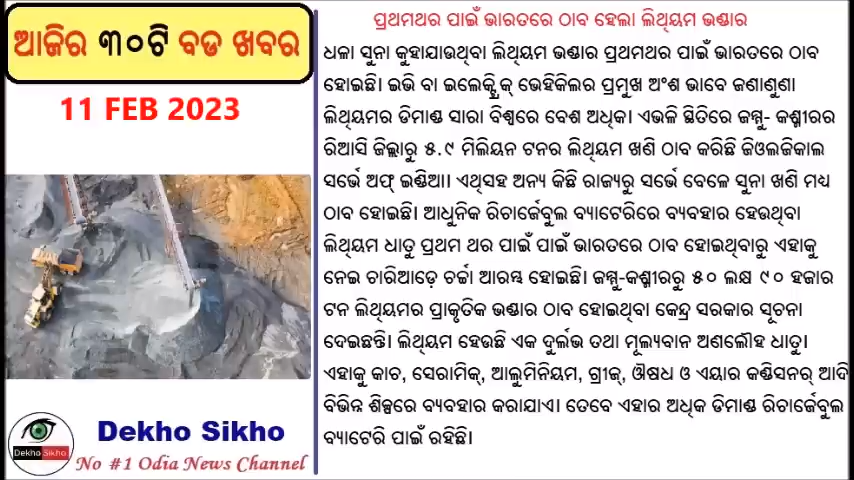 ଆଜିର ୩୦ଟି ବଡ ଖବର
11 FEB 2023
Dekho Sikho
Dekho Sikho
No #1 Odia News Channel
ପ୍ରଥମଥର ପାଇଁ ଭାରତରେ ଠାବ ହେଲା ଲିଥିୟମ ଭଣ୍ଡାର
ଧଳା ସୁନା କୁହାଯାଉଥିବା ଲିଥିୟମ ଭଣ୍ଡାର ପ୍ରଥମଥର ପାଇଁ ଭାରତରେ ଠାବ
ହୋଇଛି। ଇଭି ବା ଇଲେକ୍ଟ୍ରିକ୍ ଭେହିକିଲର ପ୍ରମୁଖ ଅଂଶ ଭାବେ ଜଣାଶୁଣା
ଲିଥିୟମର ଡିମାଣ୍ଡ ସାରା ବିଶ୍ୱରେ ବେଶ ଅଧିକ। ଏଭଳି ସ୍ଥିତିରେ ଜମ୍ମୁ- କଶ୍ମୀରର
ରିଆସି ଜିଲ୍ଲାରୁ ୫.୯ ମିଲିୟନ ଟନର ଲିଥିୟମ ଖଣି ଠାବ କରିଛି ଜିଓଲଜିକାଲ
ସର୍ଭେ ଅଫ୍ ଇଣ୍ଡିଆ। ଏଥିସହ ଅନ୍ୟ କିଛି ରାଜ୍ୟରୁ ସର୍ଭେ ବେଳେ ସୁନା ଖଣି ମଧ୍ୟ
ଠାବ ହୋଇଛି। ଆଧୁନିକ ରିଚାର୍ଜେବୁଲ ବ୍ୟାଟେରିରେ ବ୍ୟବହାର ହେଉଥିବା
ଲିଥିୟମ ଧାତୁ ପ୍ରଥମ ଥର ପାଇଁ ପାଇଁ ଭାରତରେ ଠାବ ହୋଇଥିବାରୁ ଏହାକୁ
ନେଇ ଚାରିଆଡ଼େ ଚର୍ଚ୍ଚା ଆରମ୍ଭ ହୋଇଛି। ଜମ୍ମୁ-କଶ୍ମୀରରୁ ୫୦ ଲକ୍ଷ ୯୦ ହଜାର
ଟନ ଲିଥିୟମର ପ୍ରାକୃତିକ ଭଣ୍ଡାର ଠାବ ହୋଇଥିବା କେନ୍ଦ୍ର ସରକାର ସୂଚନା
ଦେଇଛନ୍ତି। ଲିଥିୟମ ହେଉଛି ଏକ ଦୁର୍ଲଭ ତଥା ମୂଲ୍ୟବାନ ଅଣଲୌହ ଧାତୁ।
ଏହାକୁ କାଚ, ସେରାମିକ୍, ଆଲୁମିନିୟମ, ଗ୍ରୀଜ୍, ଔଷଧ ଓ ଏୟାର କଣ୍ଡିସନର୍ ଆଦି
ବିଭିନ୍ନ ଶିଳ୍ପରେ ବ୍ୟବହାର କରାଯାଏ। ତେବେ ଏହାର ଅଧିକ ଡିମାଣ୍ଡ ରିଚାର୍ଜେବୁଲ
ବ୍ୟାଟେରି ପାଇଁ ରହିଛି।